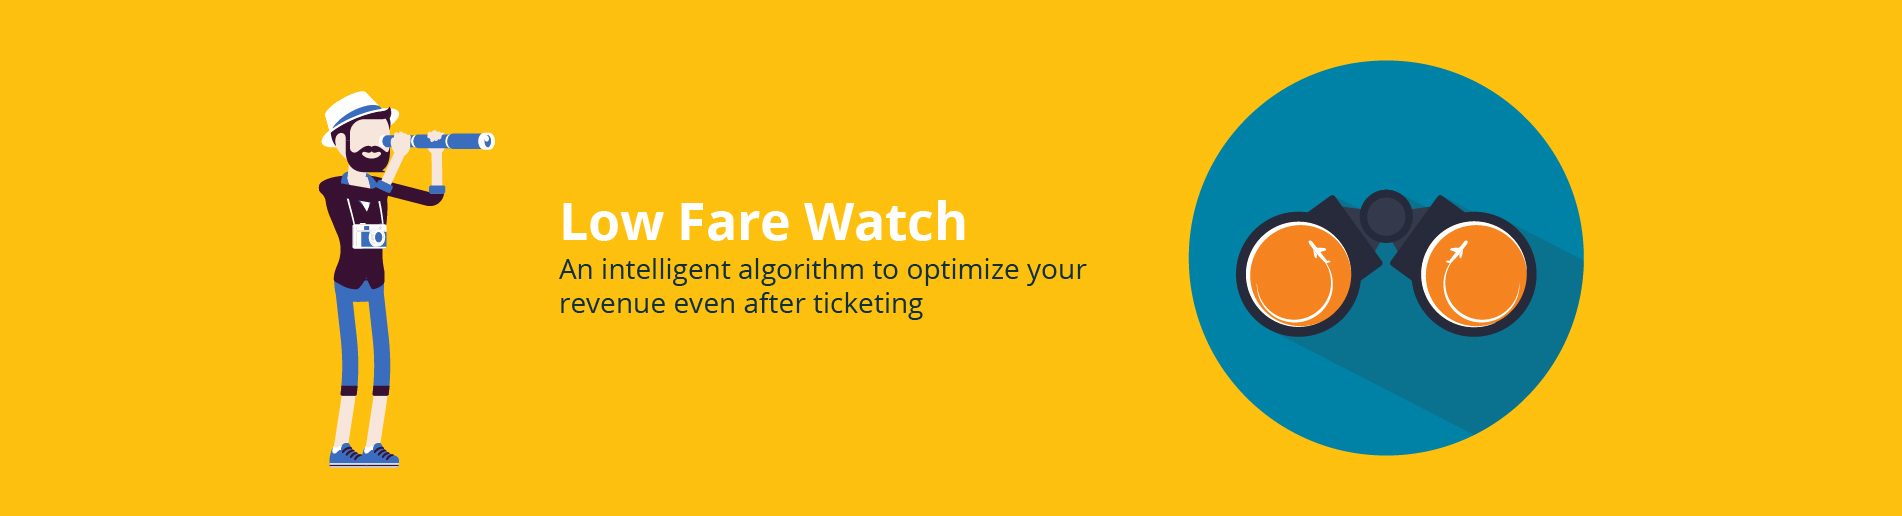 Low Fare Watch
An intelligent algorithm to optimize your
revenue even after ticketing